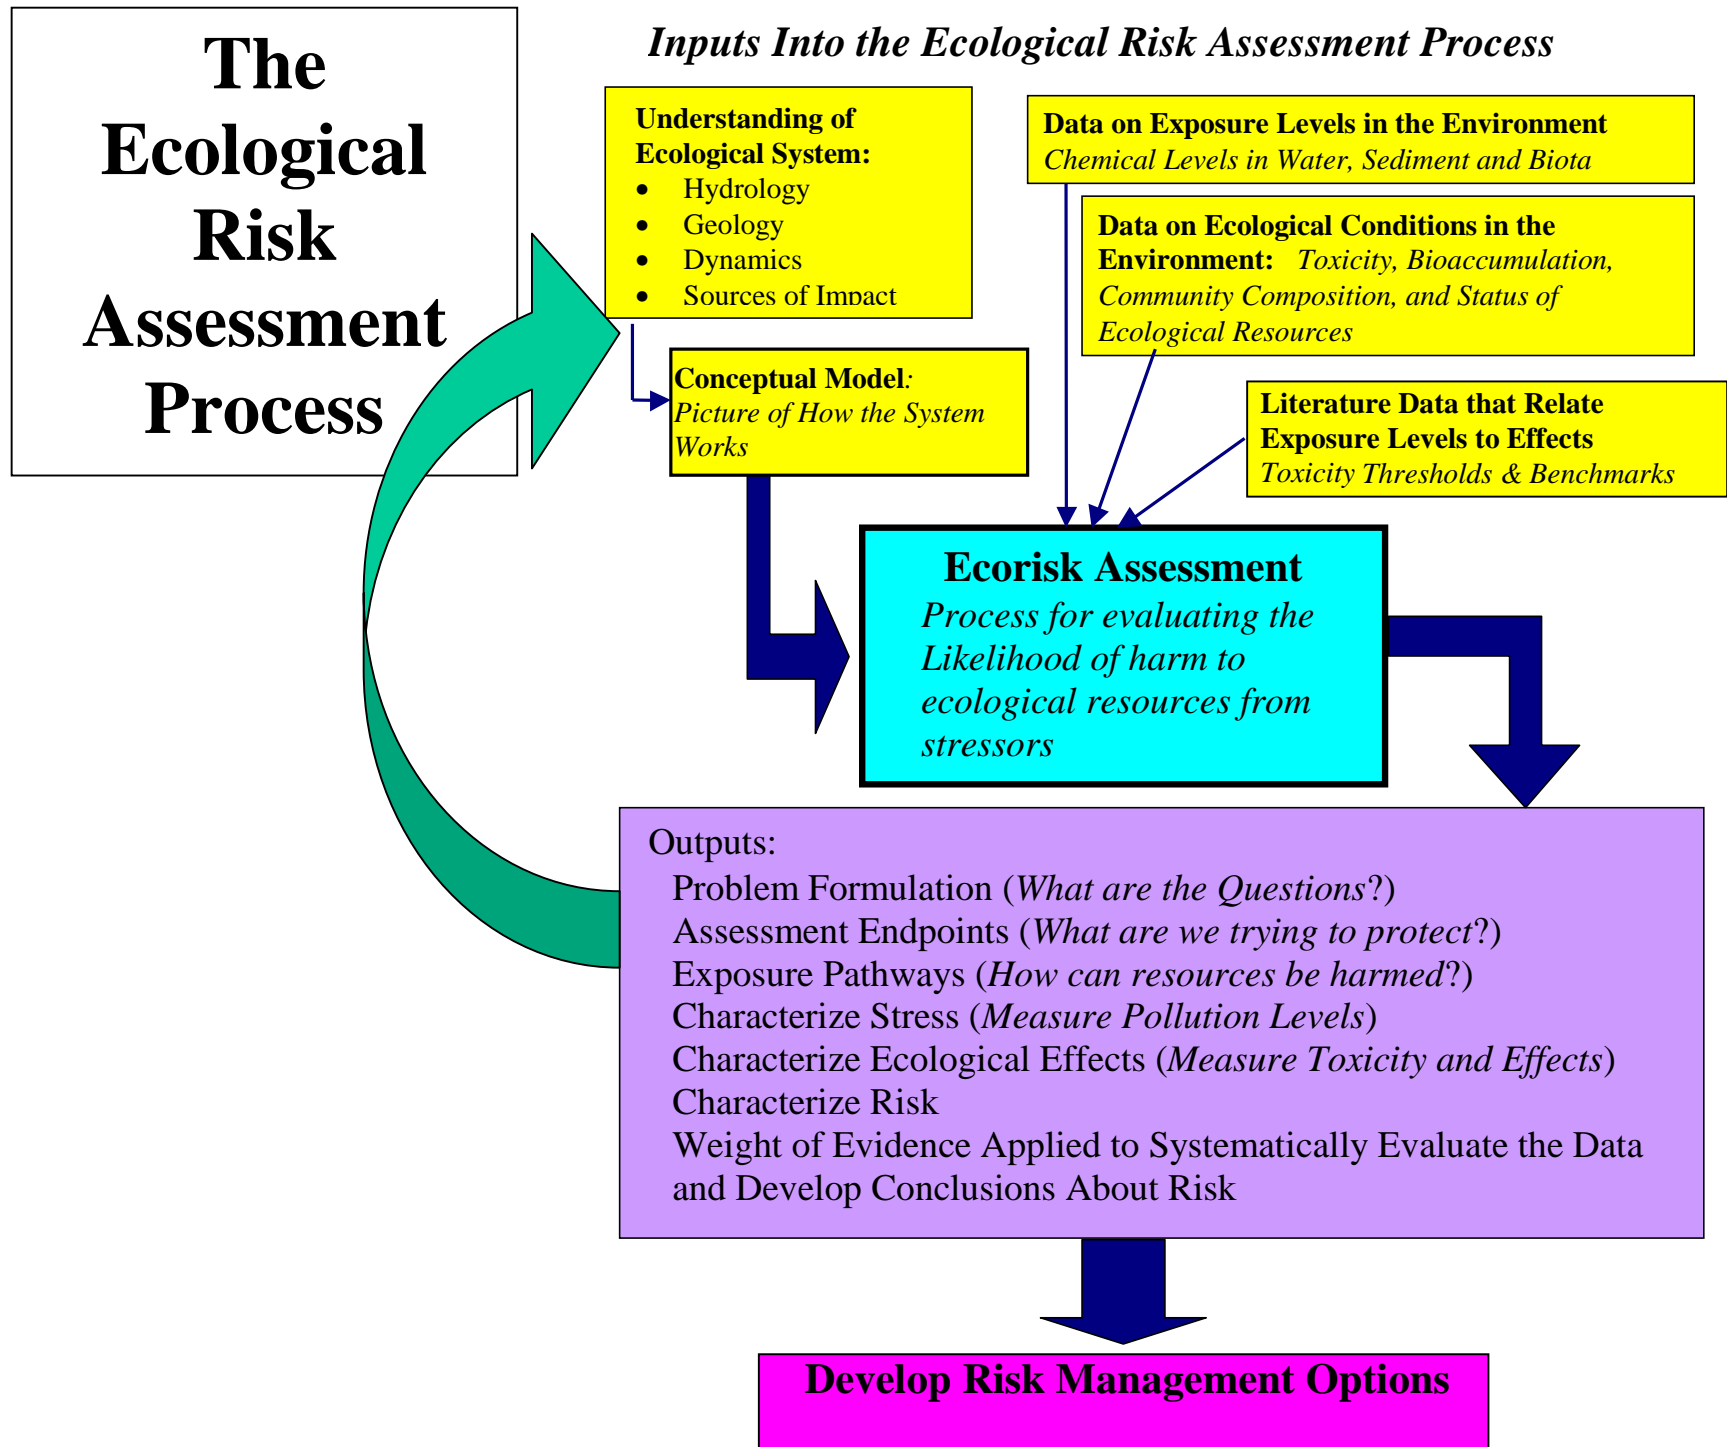 The
Ecological
Risk
Assessment
Process
Inputs Into the Ecological Risk Assessment Process
Understanding of
Ecological System:
• Hydrology
• Geology
• Dynamics
• Sources of Impact
Data on Exposure Levels in the Environment
Chemical Levels in Water, Sediment and Biota
Data on Ecological Conditions in the
Environment: Toxicity, Bioaccumulation,
Community Composition, and Status of
Ecological Resources
Conceptual Model:
Picture of How the System
Works
Literature Data that Relate
Exposure Levels to Effects
Toxicity Thresholds & Benchmarks
Ecorisk Assessment
Process for evaluating the
Likelihood of harm to
ecological resources from
stressors
Outputs:
Problem Formulation (What are the Questions?)
Assessment Endpoints (What are we trying to protect?)
Exposure Pathways (How can resources be harmed?)
Characterize Stress (Measure Pollution Levels)
Characterize Ecological Effects (Measure Toxicity and Effects)
Characterize Risk
Weight of Evidence Applied to Systematically Evaluate the Data
and Develop Conclusions About Risk
Develop Risk Management Options